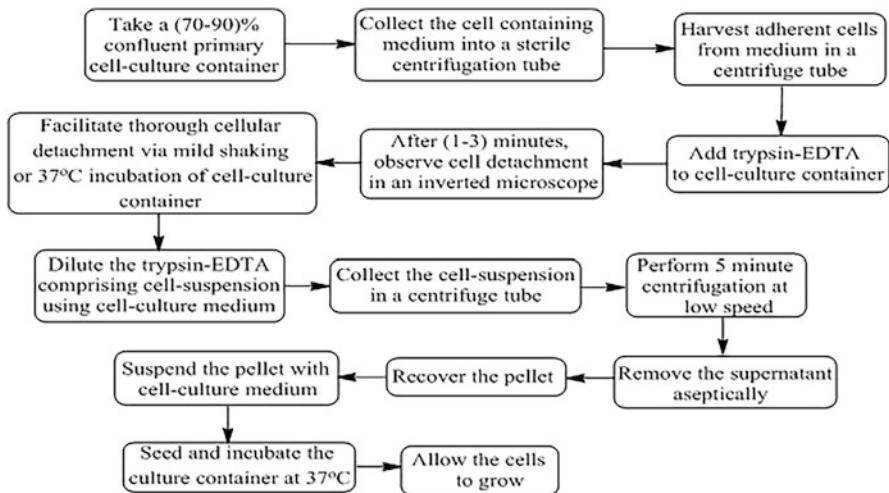 Take a (70-90)%
confluent primary
cell-culture container
Collect the cell containing
medium into a sterile
centrifugation tube
Harvest adherent cells
from medium in a
centrifuge tube
Add trypsin-EDTA
to cell-culture container
After (1-3) minutes,
observe cell detachment
in an inverted microscope
Facilitate thorough cellular
detachment via mild shaking
or 37°C incubation of cell-culture
container
Dilute the trypsin-EDTA
comprising cell-suspension
using cell-culture medium
Collect the cell-suspension
in a centrifuge tube
Perform 5 minute
centrifugation at
low speed
Remove the supernatant
aseptically
Recover the pellet
Suspend the pellet with
cell-culture medium
Seed and incubate the
culture container at 37°C
Allow the cells
to grow